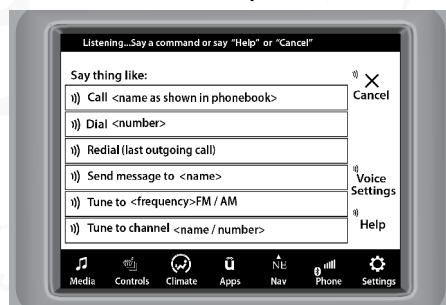 Listening...Say a command or say "Help" or "Cancel"
Say thing like:
Cancel
Call <name as shown in phonebook>
Dial <number>
Redial (last outgoing call)
Send message to <name>
Voice
Settings
Tune to <frequency>FM / AM
Help
Tune to channel <name / number>
NE
Media Controls Climate Apps Nav Phone Settings